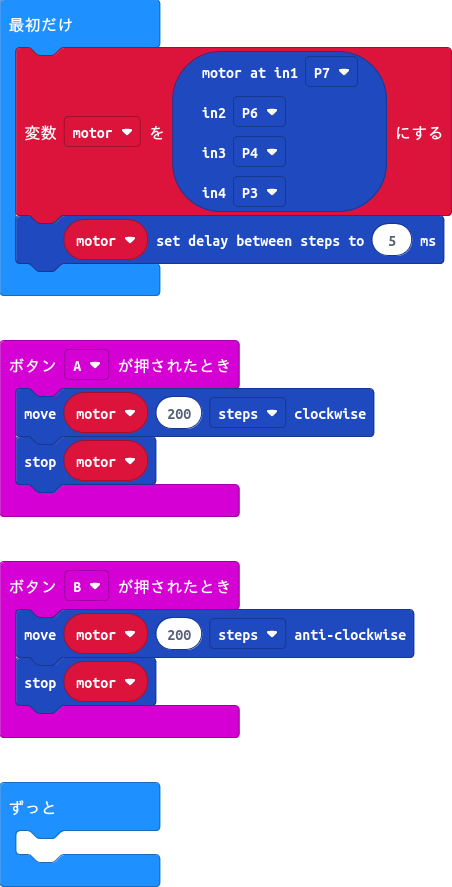 最初だけ
motor at in1 P7
in2 P6
変数 motor を にする
in3 P4
in4 P3
motor set delay between steps to 5 ms
ボタン A が押されたとき
move motor 200 steps clockwise
stop motor
ボタン B が押されたとき
move motor 200 steps anti-clockwise
stop motor
ずっと